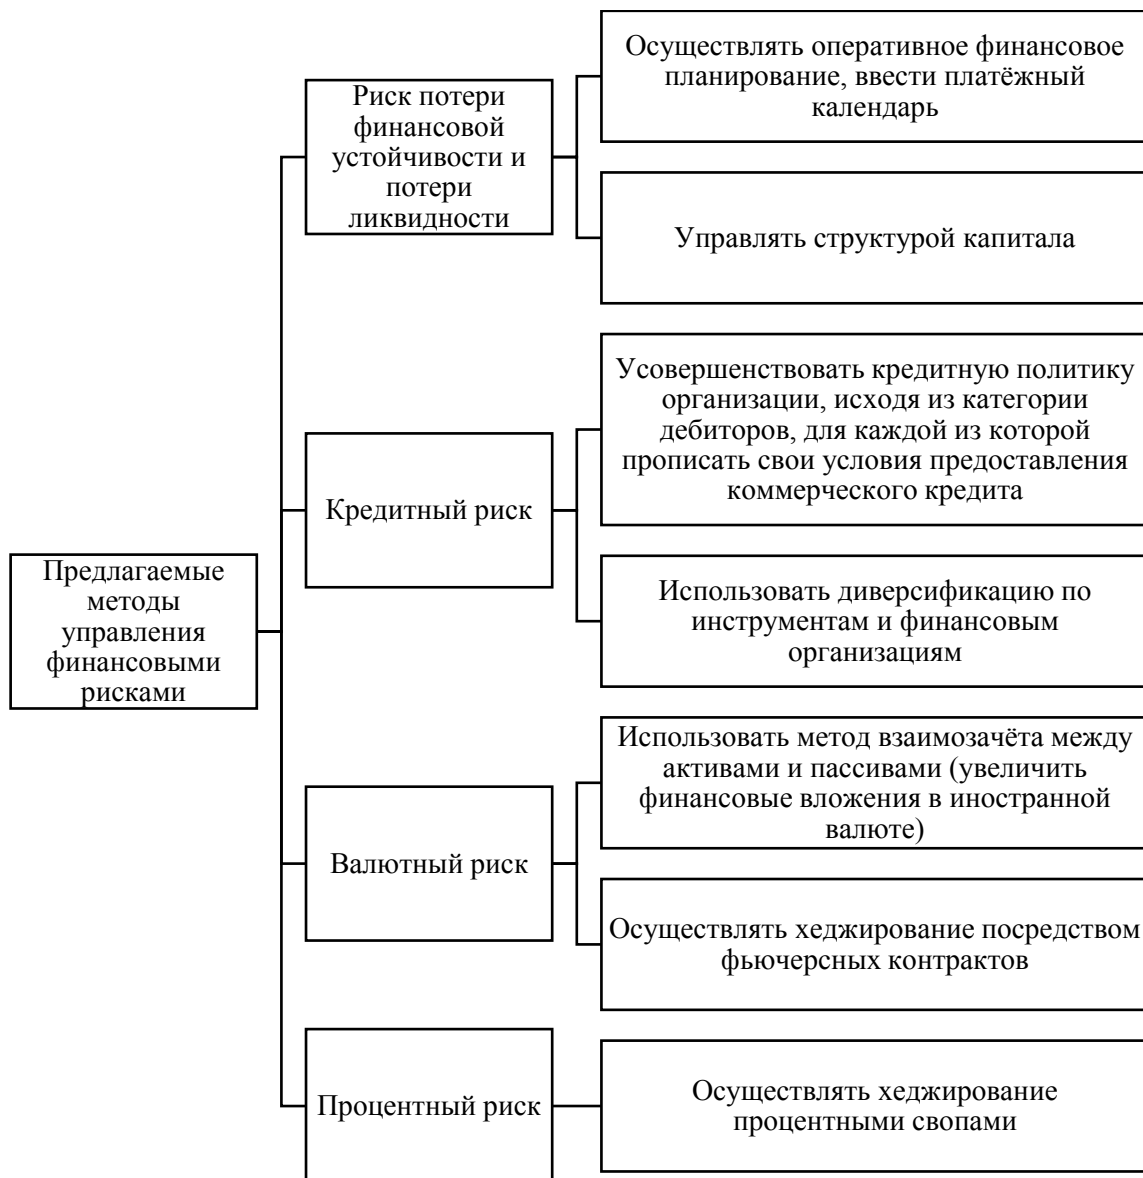 Предлагаемые
методы
управления
финансовыми
рисками
Риск потери
финансовой
устойчивости и
потери
ликвидности
Осуществлять оперативное финансовое
планирование, ввести платёжный
календарь
Управлять структурой капитала
Кредитный риск
Усовершенствовать кредитную политику
организации, исходя из категории
дебиторов, для каждой из которой
прописать свои условия предоставления
коммерческого кредита
Использовать диверсификацию по
инструментам и финансовым
организациям
Валютный риск
Использовать метод взаимозачёта между
активами и пассивами (увеличить
финансовые вложения в иностранной
валюте)
Осуществлять хеджирование посредством
фьючерсных контрактов
Процентный риск
Осуществлять хеджирование
процентными свопами